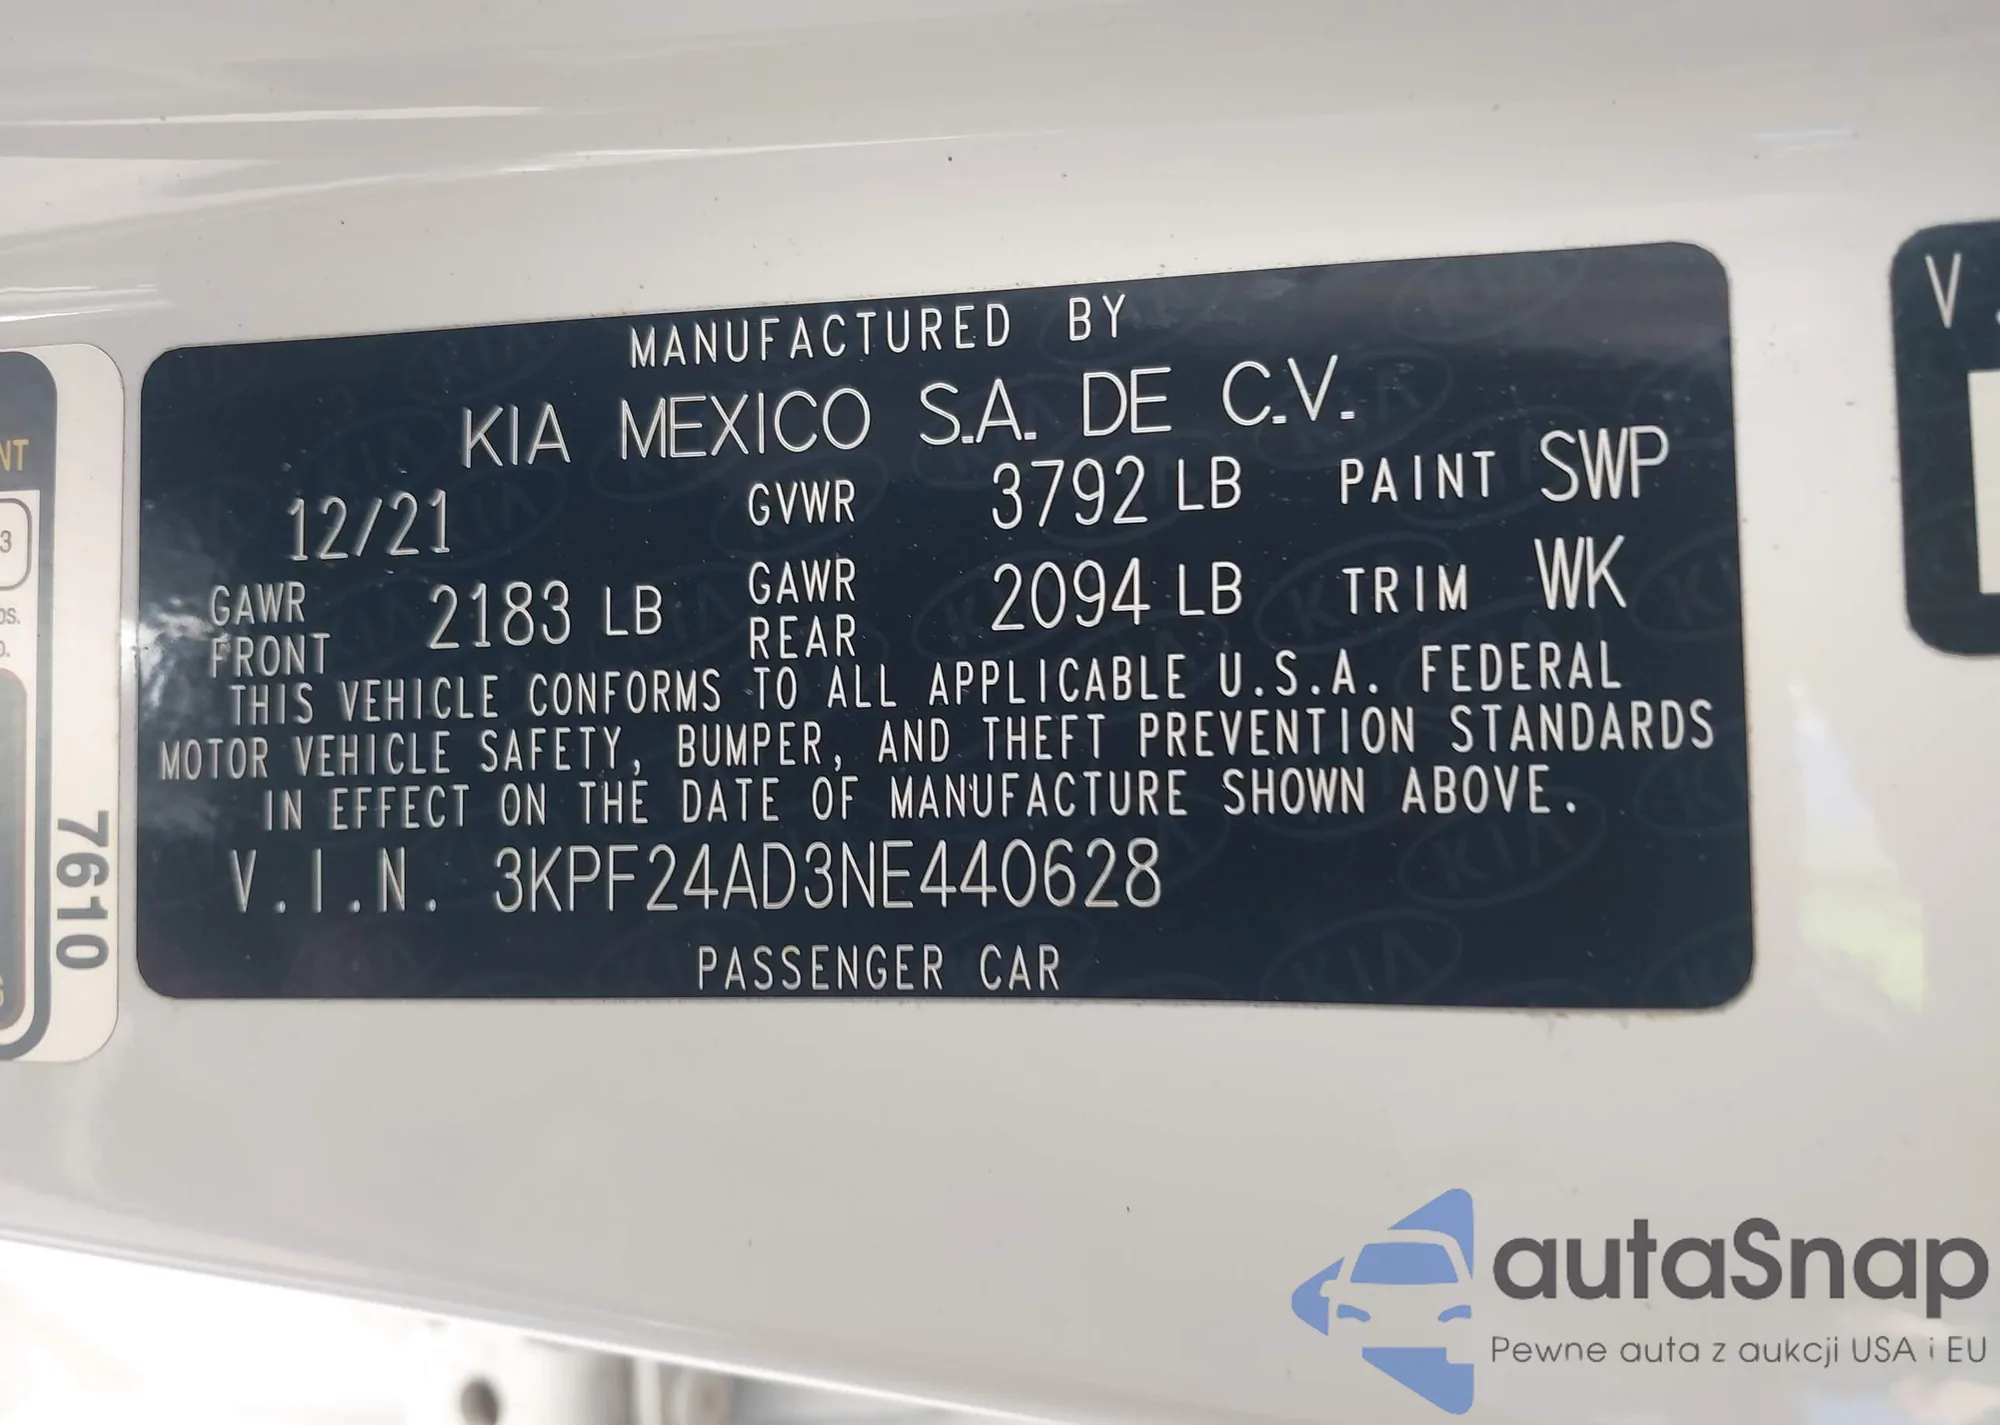 MANUFACTURED BY
KIA MEXICO S.A. DE C.V.
12/21 GVWR 3792 LB PAINT SWP
GAWR FRONT 2183 LB GAWR REAR 2094 LB TRIM WK
THIS VEHICLE CONFORMS TO ALL APPLICABLE U.S.A. FEDERAL
MOTOR VEHICLE SAFETY, BUMPER, AND THEFT PREVENTION STANDARDS
IN EFFECT ON THE DATE OF MANUFACTURE SHOWN ABOVE.
V.I.N. 3KPF24AD3NE440628
PASSENGER CAR
7610
autaSnap
Pewne auta z aukcji USA i EU